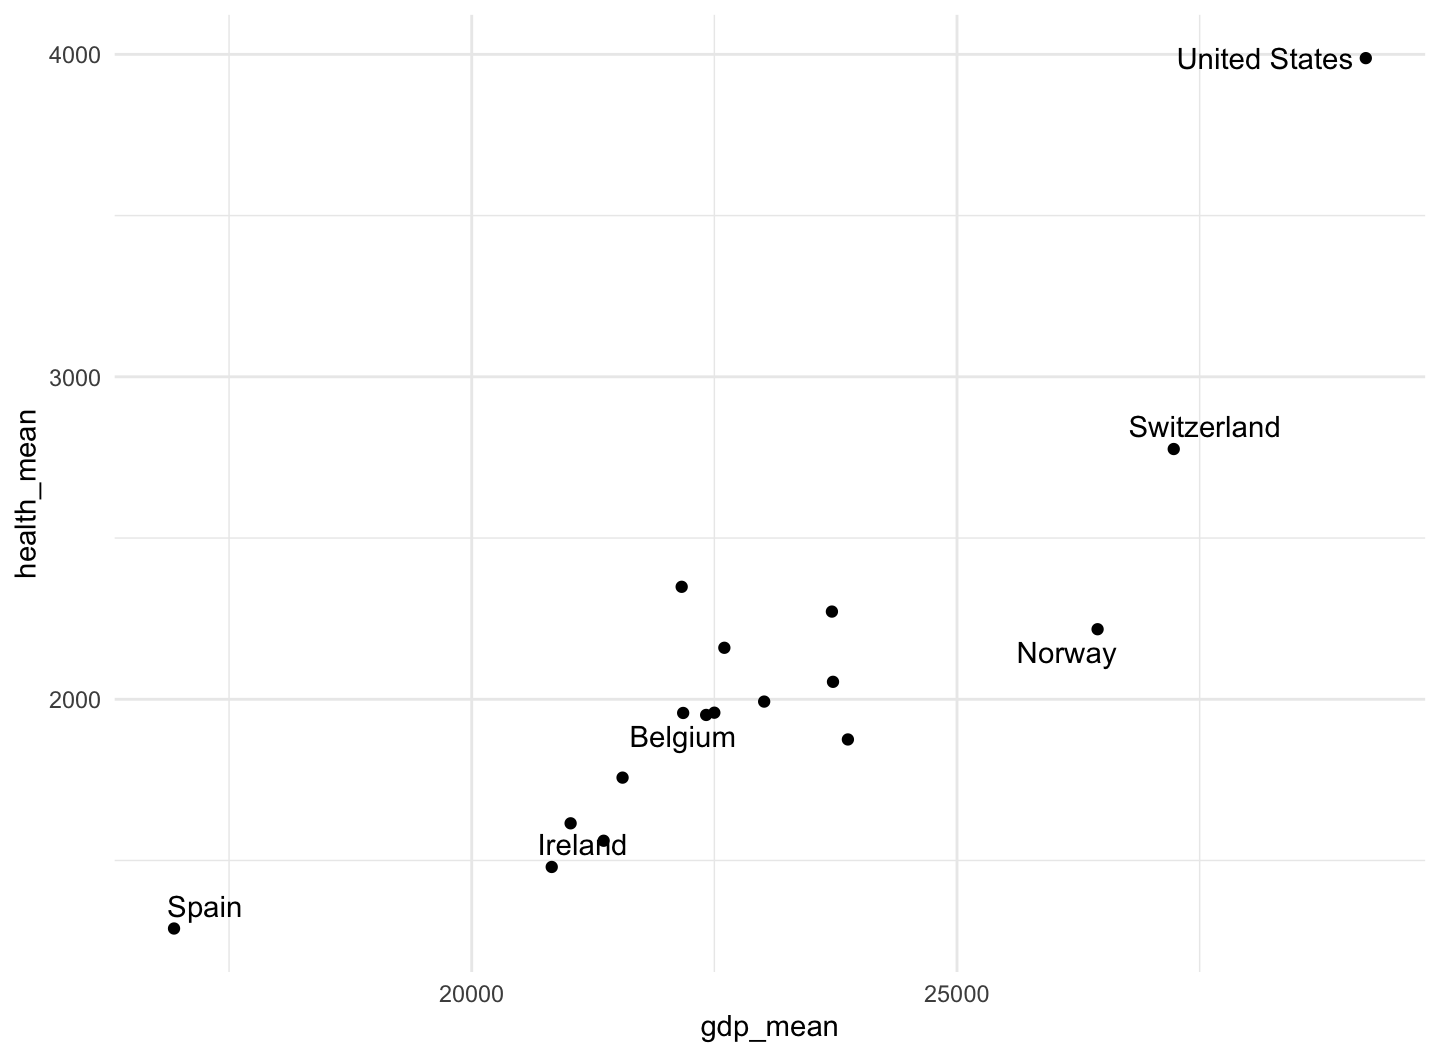 4000
United States
3000
Switzerland
health_mean
Norway
2000
Belgium
Ireland
Spain
20000
25000
gdp_mean